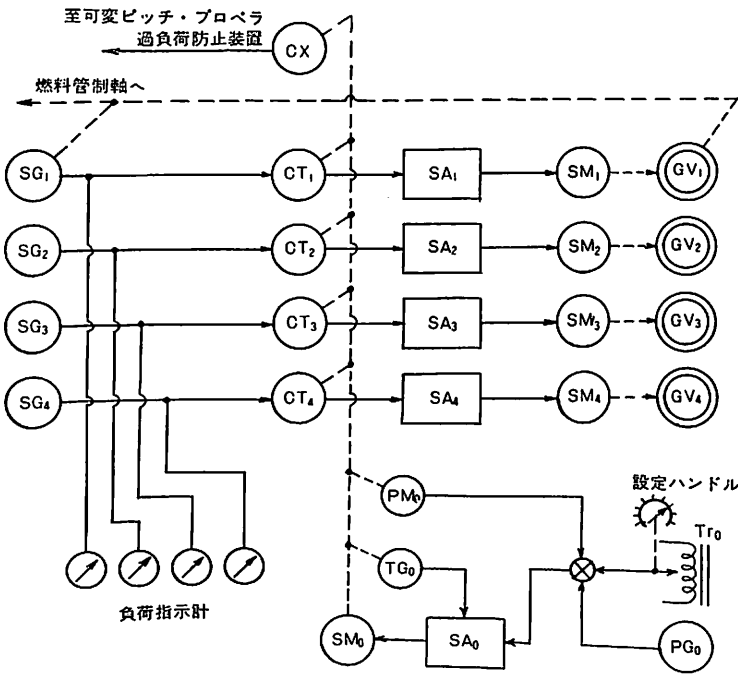 至可変ピッチ・プロペラ
過負荷防止装置
CX
燃料管制軸へ
SG1
CT1
SA1
SM1
GV1
SG2
CT2
SA2
SM2
GV2
SG3
CT3
SA3
SM3
GV3
SG4
CT4
SA4
SM4
GV4
PM0
設定ハンドル
Tr0
TG0
負荷指示計
SM0
SA0
PG0